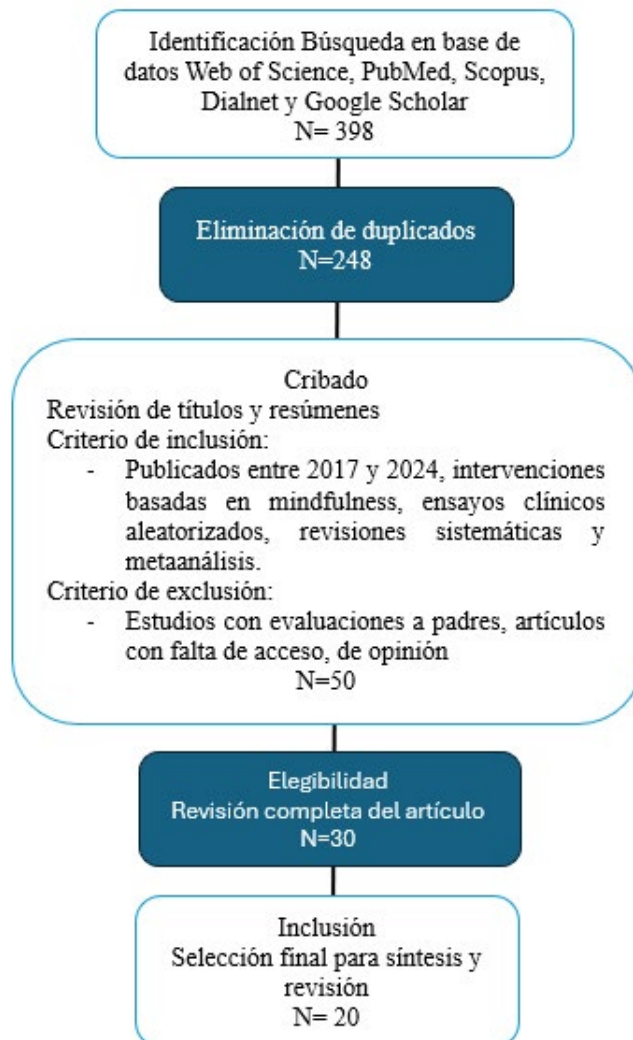 Identificación Búsqueda en base de
datos Web of Science, PubMed, Scopus,
Dialnet y Google Scholar
N= 398
Eliminación de duplicados
N=248
Cribado
Revisión de títulos y resúmenes
Criterio de inclusión:
- Publicados entre 2017 y 2024, intervenciones
basadas en mindfulness, ensayos clínicos
aleatorizados, revisiones sistemáticas y
metaanálisis.
Criterio de exclusión:
- Estudios con evaluaciones a padres, artículos
con falta de acceso, de opinión
N=50
Elegibilidad
Revisión completa del artículo
N=30
Inclusión
Selección final para síntesis y
revisión
N= 20